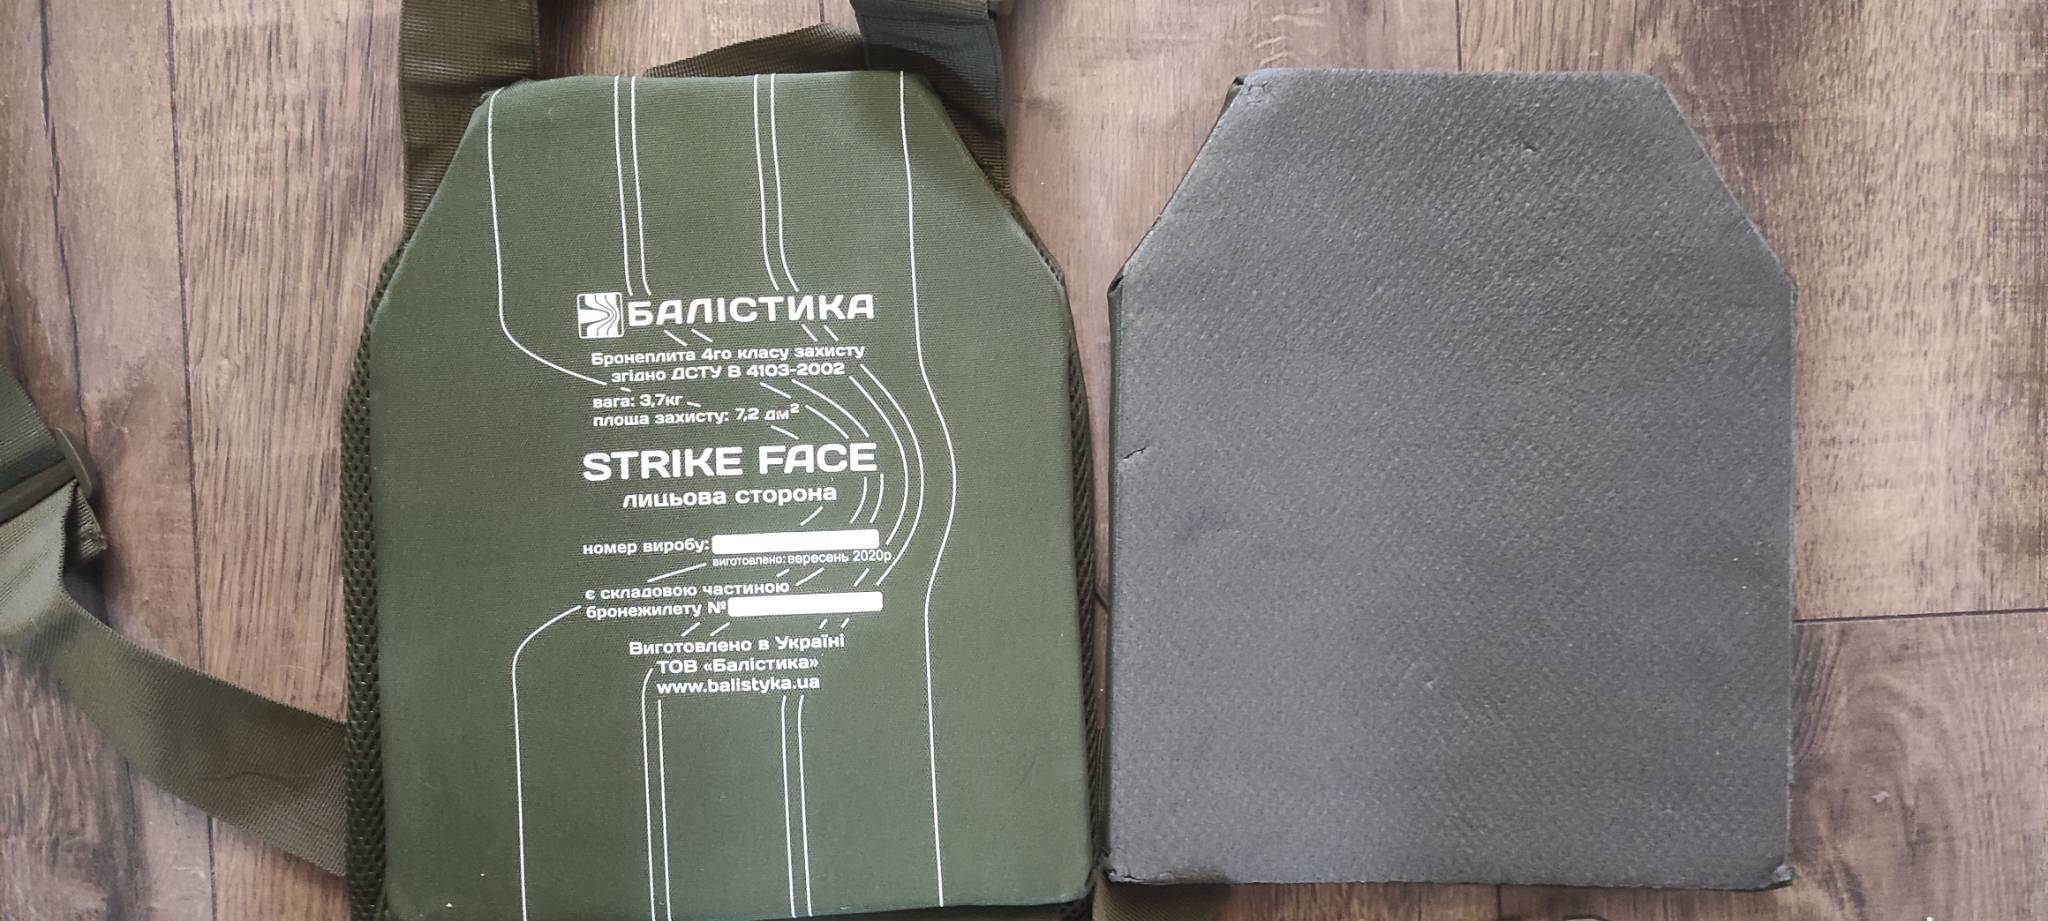 БАЛІСТИКА
Бронеплита 4го класу захисту
згідно ДСТУ В 4103-2002
вага: 3,7кг
площа захисту: 7,2 дм²
STRIKE FACE
лицьова сторона
номер виробу:
виготовлено: вересень 2020р.
є складовою частиною
бронежилету №
Виготовлено в Україні
ТОВ «Балістика»
www.balistyka.ua